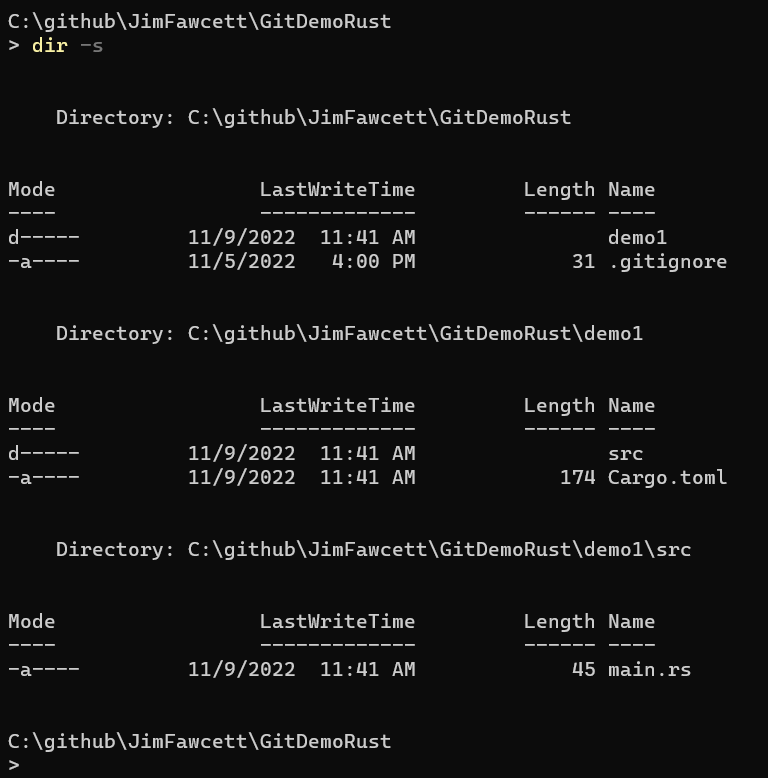 C:\github\JimFawcett\GitDemoRust
> dir -s
Directory: C:\github\JimFawcett\GitDemoRust
Mode                 LastWriteTime         Length Name
----                 -------------         ------ ----
d-----         11/9/2022  11:41 AM                demo1
-a----         11/5/2022   4:00 PM             31 .gitignore
Directory: C:\github\JimFawcett\GitDemoRust\demo1
Mode                 LastWriteTime         Length Name
----                 -------------         ------ ----
d-----         11/9/2022  11:41 AM                src
-a----         11/9/2022  11:41 AM            174 Cargo.toml
Directory: C:\github\JimFawcett\GitDemoRust\demo1\src
Mode                 LastWriteTime         Length Name
----                 -------------         ------ ----
-a----         11/9/2022  11:41 AM             45 main.rs
C:\github\JimFawcett\GitDemoRust
>